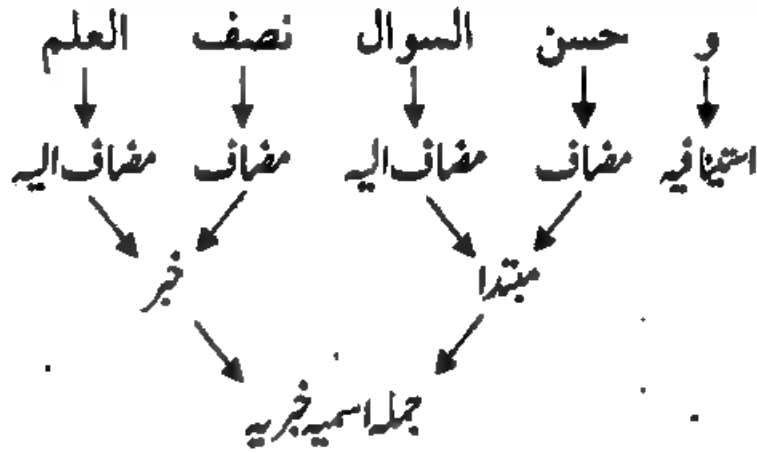 و حسن السوال نصف العلم
استینافیہ مضاف مضاف الیہ مضاف مضاف الیہ
مبتدا خبر
جملہ اسمیہ خبریہ